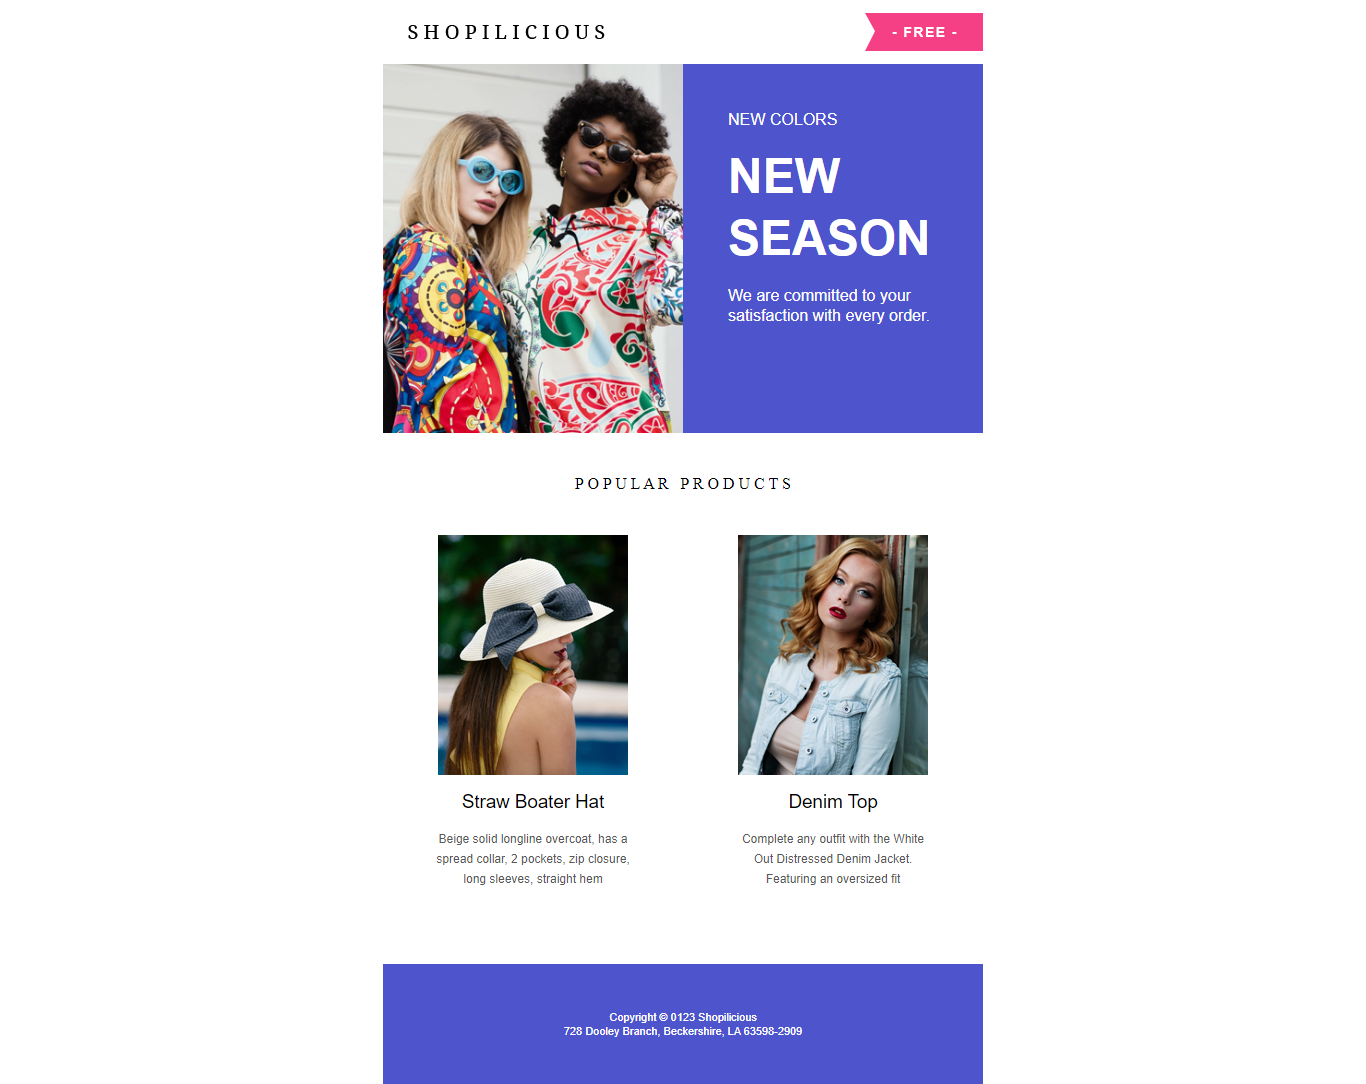 SHOPILICIOUS
- FREE -
NEW COLORS
NEW
SEASON
We are committed to your
satisfaction with every order.
POPULAR PRODUCTS
Straw Boater Hat
Beige solid longline overcoat, has a
spread collar, 2 pockets, zip closure,
long sleeves, straight hem
Denim Top
Complete any outfit with the White
Out Distressed Denim Jacket.
Featuring an oversized fit
Copyright © 0123 Shopilicious
728 Dooley Branch, Beckershire, LA 63598-2909